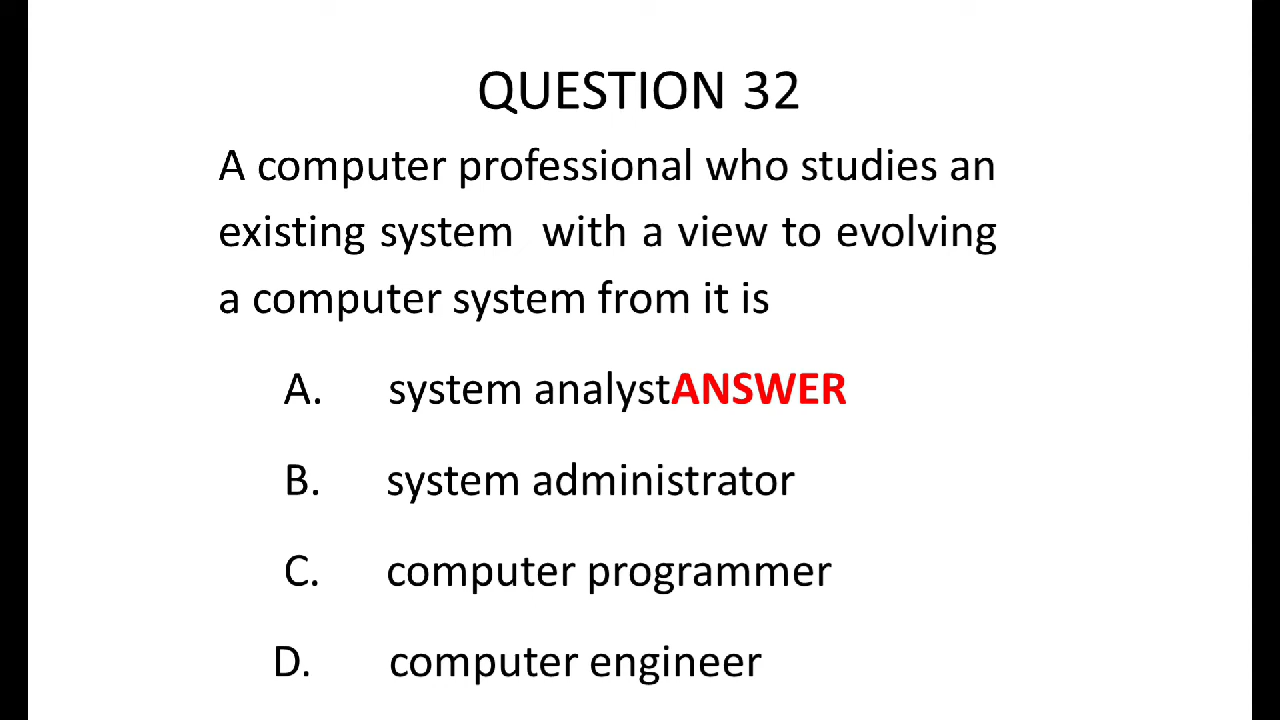 QUESTION 32
A computer professional who studies an
existing system with a view to evolving
a computer system from it is
A. system analystANSWER
B. system administrator
C. computer programmer
D. computer engineer